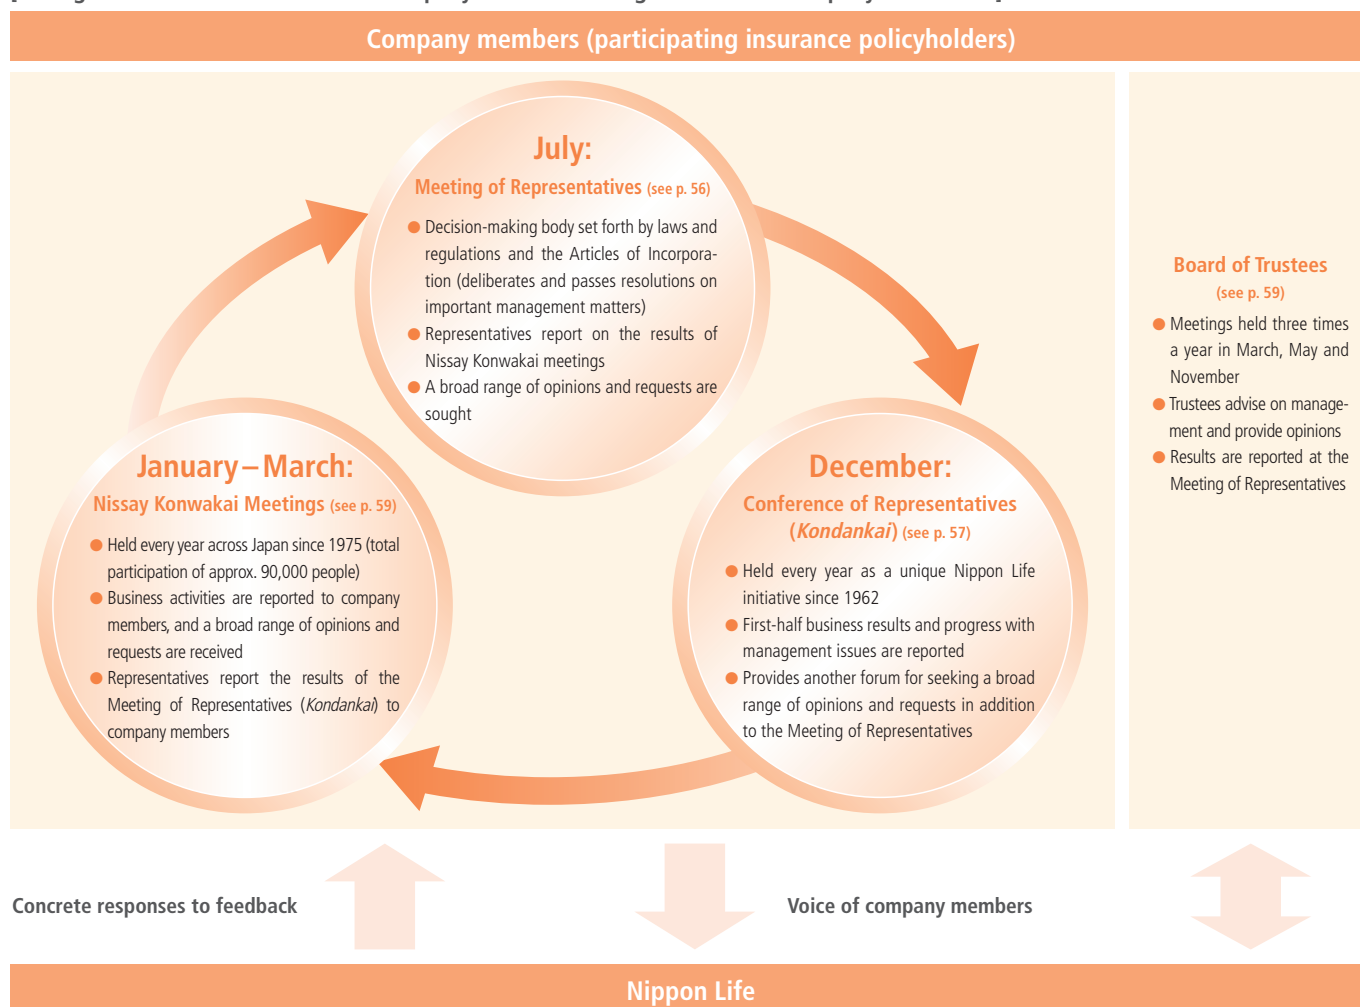 Company members (participating insurance policyholders)
July:
Meeting of Representatives (see p. 56)
● Decision-making body set forth by laws and
regulations and the Articles of Incorpora-
tion (deliberates and passes resolutions on
important management matters)
● Representatives report on the results of
Nissay Konwakai meetings
● A broad range of opinions and requests are
sought
January–March:
Nissay Konwakai Meetings (see p. 59)
● Held every year across Japan since 1975 (total
participation of approx. 90,000 people)
● Business activities are reported to company
members, and a broad range of opinions and
requests are received
● Representatives report the results of the
Meeting of Representatives (Kondankai) to
company members
December:
Conference of Representatives
(Kondankai) (see p. 57)
● Held every year as a unique Nippon Life
initiative since 1962
● First-half business results and progress with
management issues are reported
● Provides another forum for seeking a broad
range of opinions and requests in addition
to the Meeting of Representatives
Board of Trustees
(see p. 59)
● Meetings held three times
a year in March, May and
November
● Trustees advise on manage-
ment and provide opinions
● Results are reported at the
Meeting of Representatives
Concrete responses to feedback
Voice of company members
Nippon Life